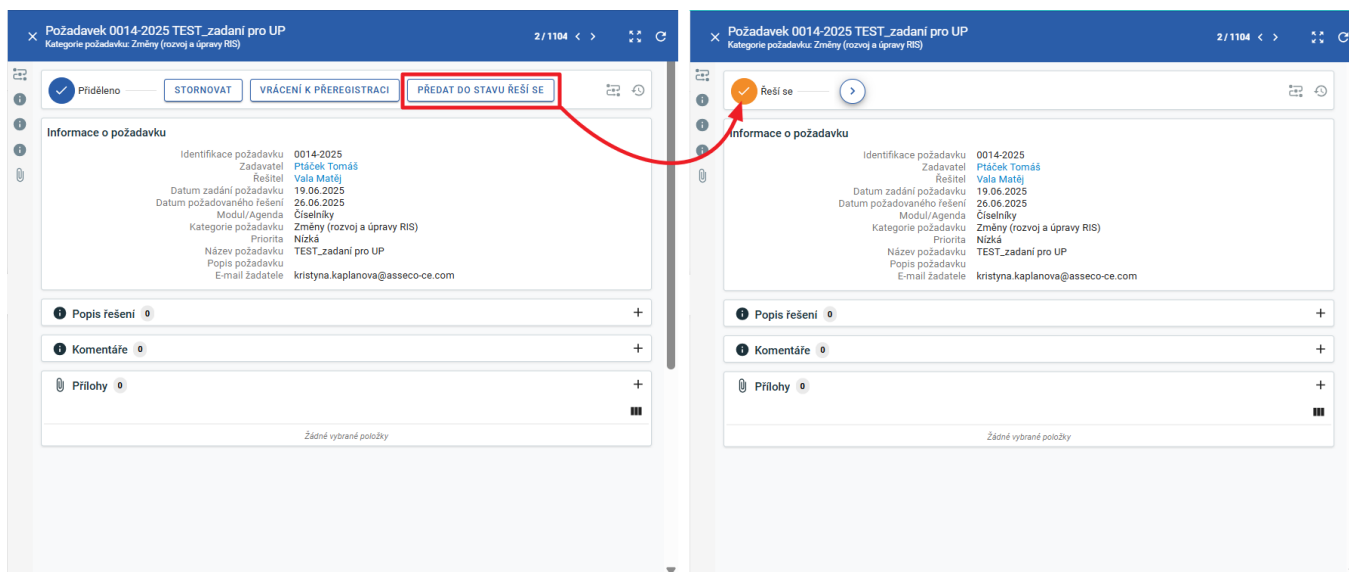 Požadavek 0014-2025 TEST_zadaní pro UP
Kategorie požadavku: Změny (rozvoj a úpravy RIS)
2 / 1104
Přiděleno
STORNOVAT
VRÁCENÍ K PŘEREGISTRACI
PŘEDAT DO STAVU ŘEŠÍ SE
Informace o požadavku
Identifikace požadavku 0014-2025
Zadavatel Ptáček Tomáš
Řešitel Vala Matěj
Datum zadání požadavku 19.06.2025
Datum požadovaného řešení 26.06.2025
Modul/Agenda Číselníky
Kategorie požadavku Změny (rozvoj a úpravy RIS)
Priorita Nízká
Název požadavku TEST_zadaní pro UP
Popis požadavku
E-mail žadatele kristyna.kaplanova@asseco-ce.com
Popis řešení 0
Komentáře 0
Přílohy 0
Žádné vybrané položky
Požadavek 0014-2025 TEST_zadaní pro UP
Kategorie požadavku: Změny (rozvoj a úpravy RIS)
2 / 1104
Řeší se
Informace o požadavku
Identifikace požadavku 0014-2025
Zadavatel Ptáček Tomáš
Řešitel Vala Matěj
Datum zadání požadavku 19.06.2025
Datum požadovaného řešení 26.06.2025
Modul/Agenda Číselníky
Kategorie požadavku Změny (rozvoj a úpravy RIS)
Priorita Nízká
Název požadavku TEST_zadaní pro UP
Popis požadavku
E-mail žadatele kristyna.kaplanova@asseco-ce.com
Popis řešení 0
Komentáře 0
Přílohy 0
Žádné vybrané položky